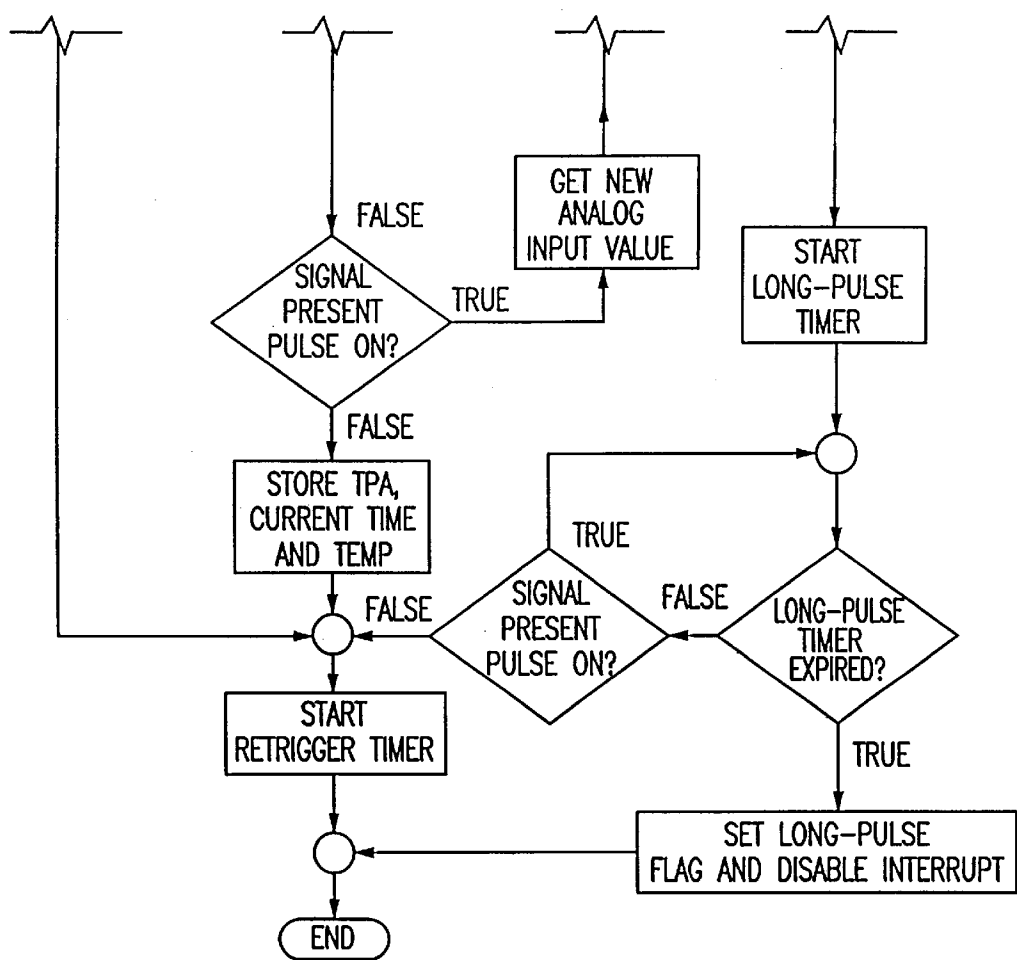 FALSE
SIGNAL
PRESENT
PULSE ON?
TRUE
GET NEW
ANALOG
INPUT VALUE
START
LONG-PULSE
TIMER
FALSE
STORE TPA,
CURRENT TIME
AND TEMP
TRUE
FALSE
SIGNAL
PRESENT
PULSE ON?
FALSE
LONG-PULSE
TIMER
EXPIRED?
START
RETRIGGER TIMER
TRUE
SET LONG-PULSE
FLAG AND DISABLE INTERRUPT
END